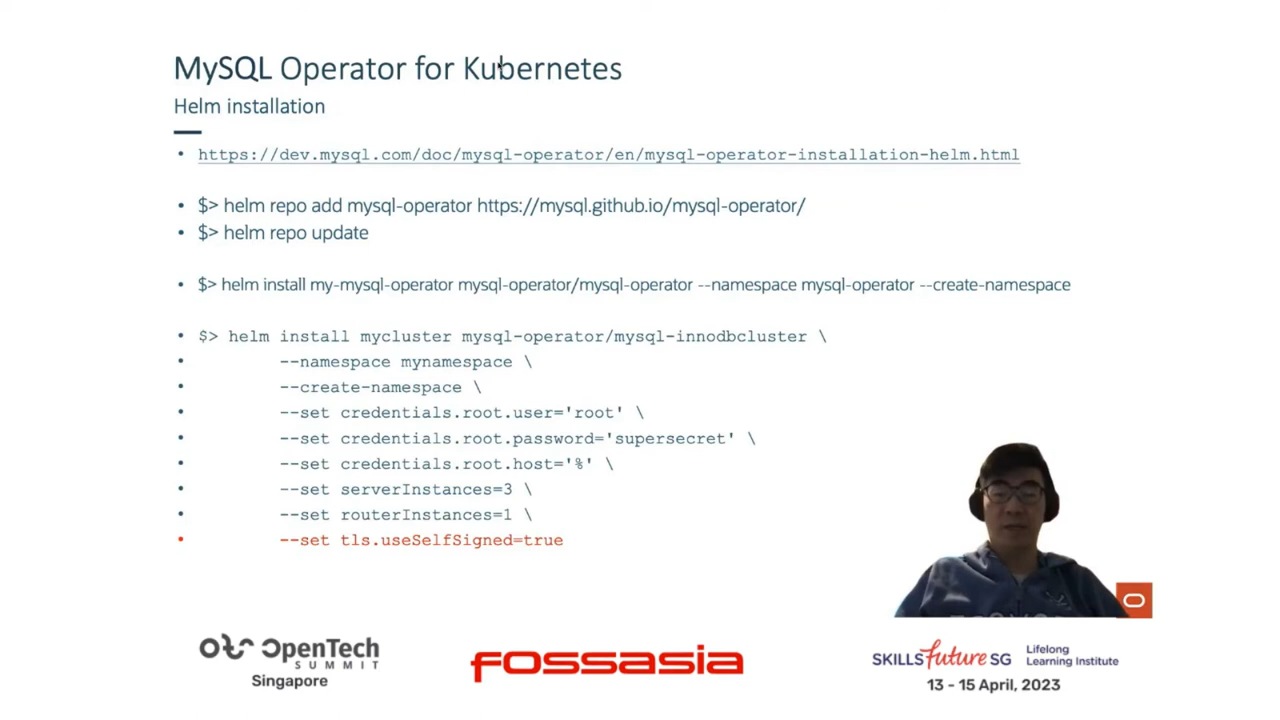 MySQL Operator for Kubernetes
Helm installation
• https://dev.mysql.com/doc/mysql-operator/en/mysql-operator-installation-helm.html
• $> helm repo add mysql-operator https://mysql.github.io/mysql-operator/
• $> helm repo update
• $> helm install my-mysql-operator mysql-operator/mysql-operator --namespace mysql-operator --create-namespace
• $> helm install mycluster mysql-operator/mysql-innodbcluster \
• --namespace mynamespace \
• --create-namespace \
• --set credentials.root.user='root' \
• --set credentials.root.password='supersecret' \
• --set credentials.root.host='%' \
• --set serverInstances=3 \
• --set routerInstances=1 \
• --set tls.useSelfSigned=true
OpenTech
SUMMIT
Singapore
FOSSASIA
SKILLS future SG
Lifelong
Learning Institute
13 - 15 April, 2023